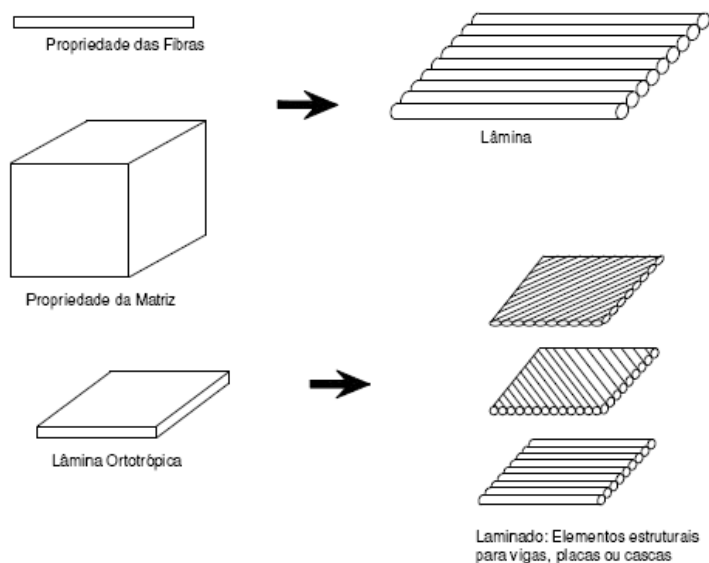 Propriedade das Fibras
Lâmina
Propriedade da Matriz
Lâmina Ortotrópica
Laminado: Elementos estruturais
para vigas, placas ou cascas